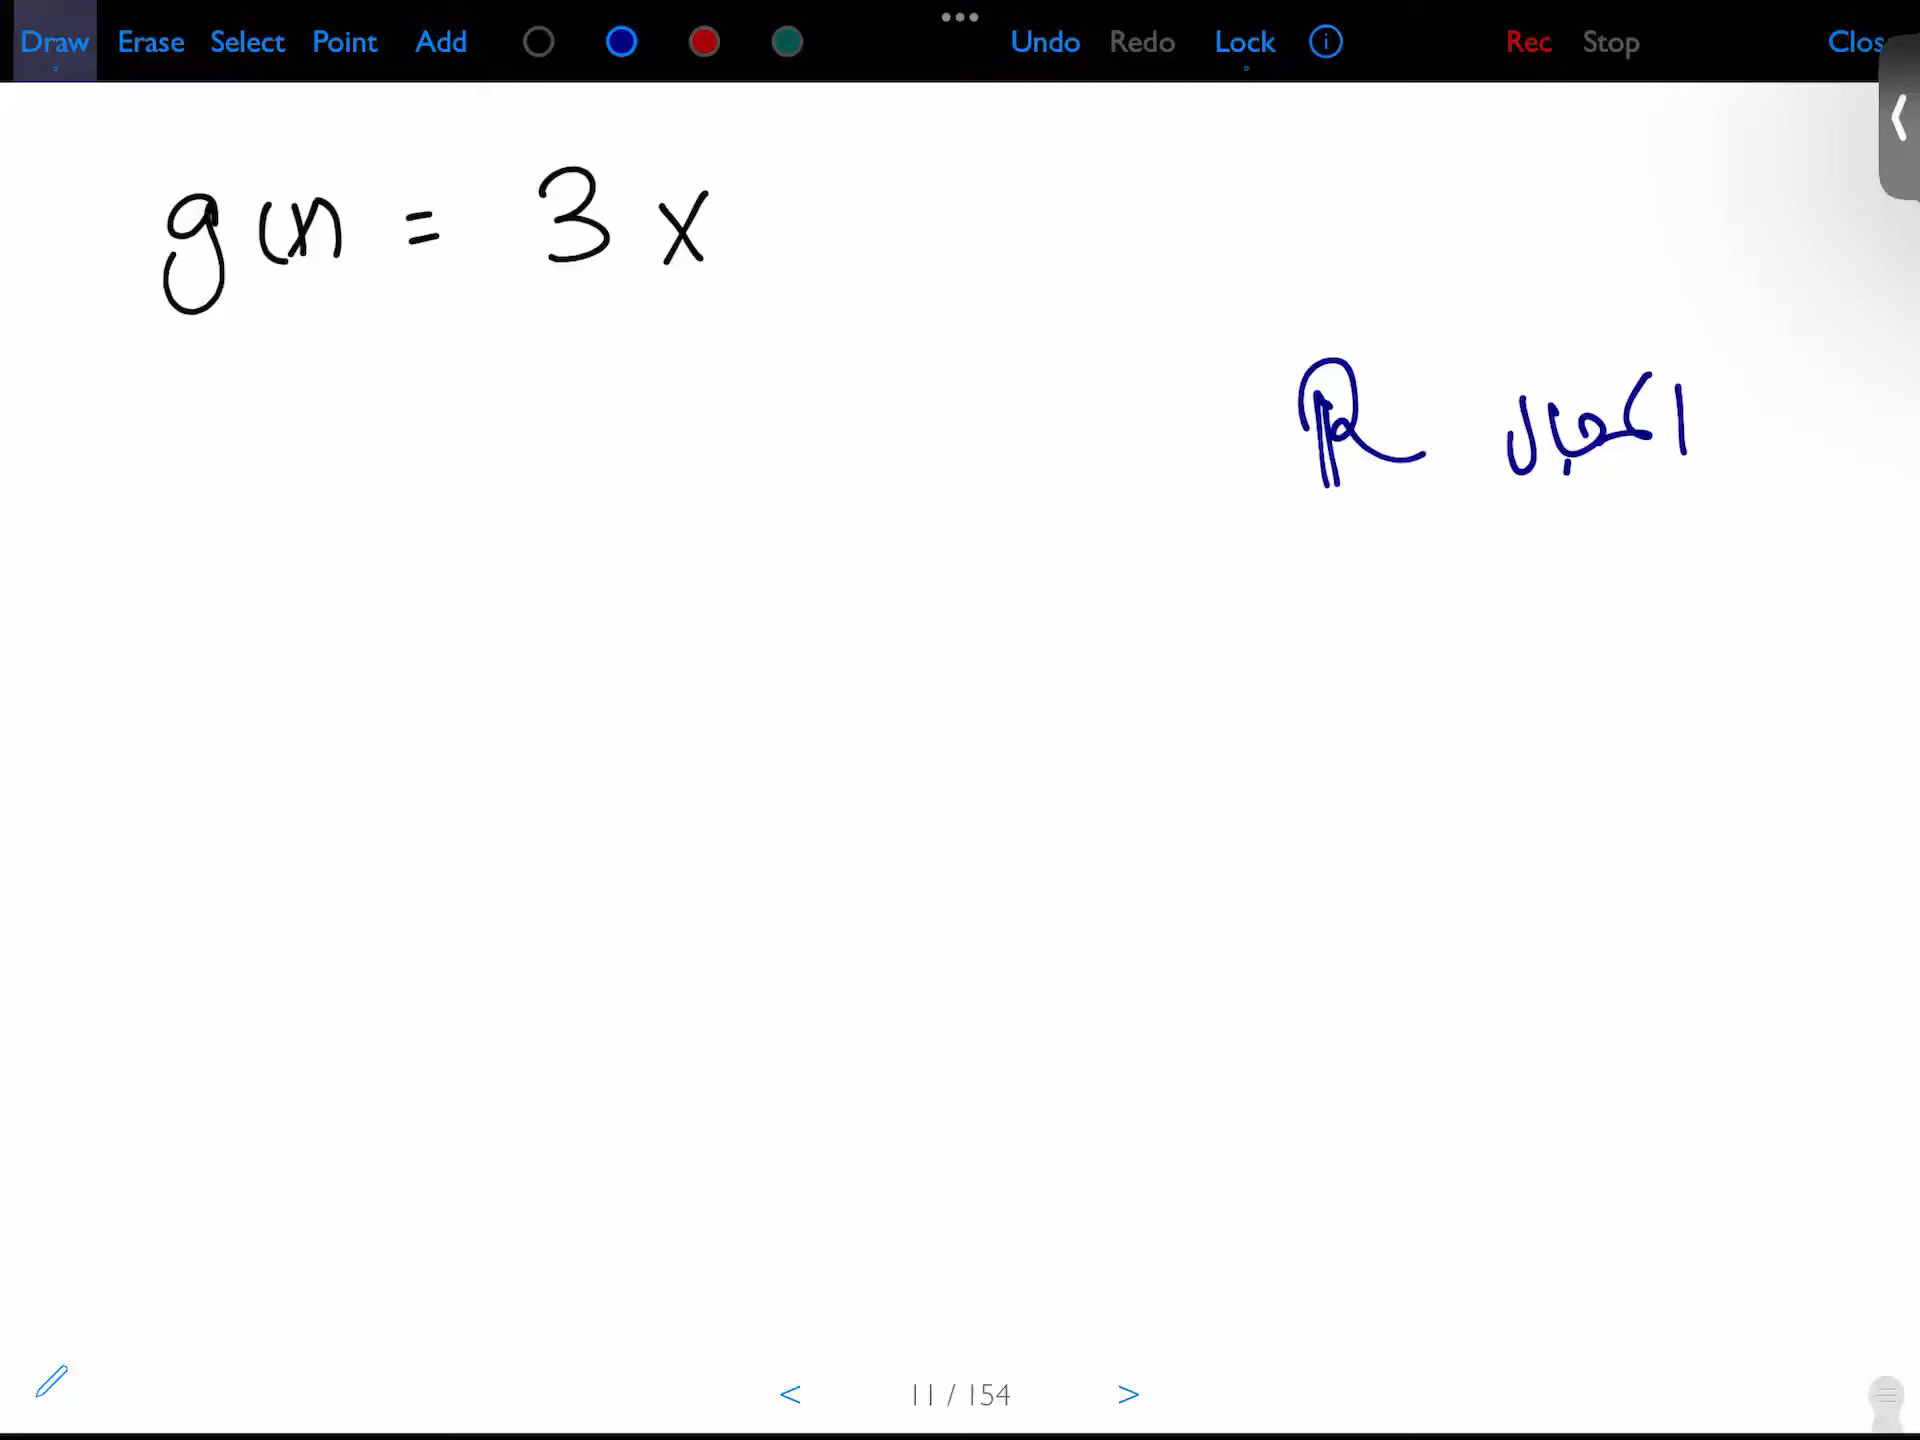 Draw Erase Select Point Add Undo Redo Lock Rec Stop Clos
g(x) = 3x
المجال ℝ
< 11 / 154 >